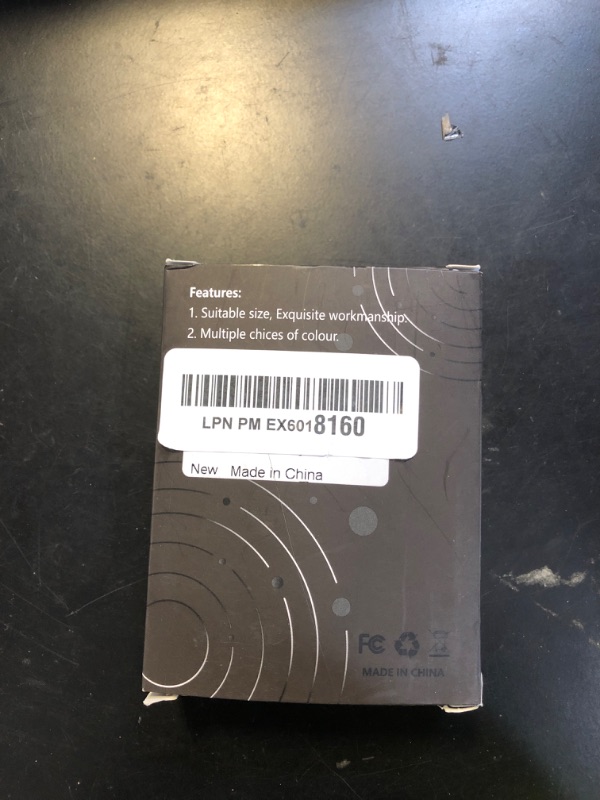 Features:
1. Suitable size, Exquisite workmanship.
2. Multiple chices of colour.
LPN PM EX6018160
New Made in China
FC
MADE IN CHINA